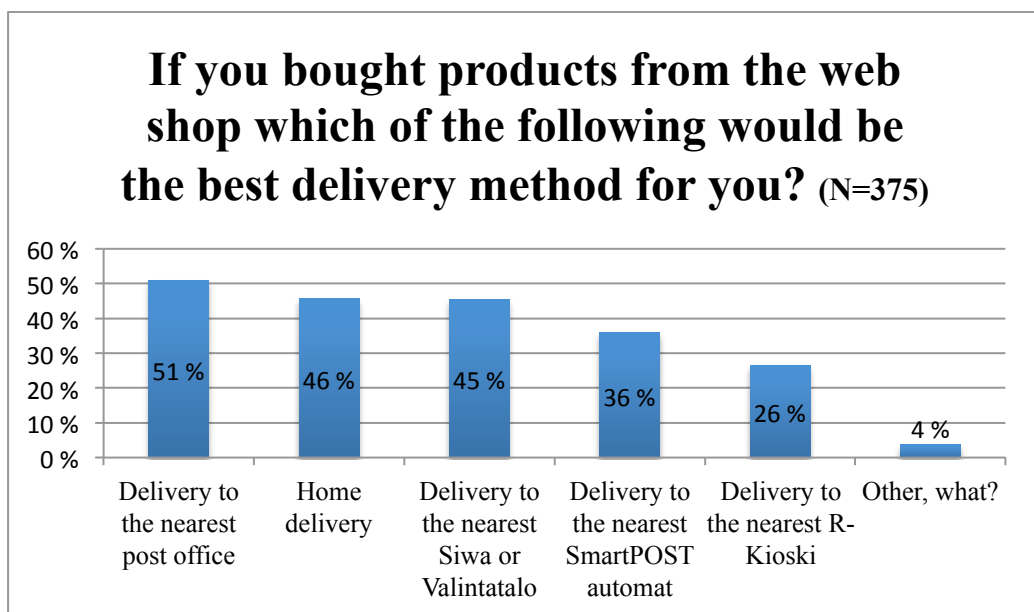 If you bought products from the web
shop which of the following would be
the best delivery method for you? (N=375)
60 %
50 %
40 %
30 %
20 %
10 %
0 %
51 %
46 %
45 %
36 %
26 %
4 %
Delivery to
the nearest
post office
Home
delivery
Delivery to
the nearest
Siwa or
Valintatalo
Delivery to
the nearest
SmartPOST
automat
Delivery to
the nearest R-
Kioski
Other, what?